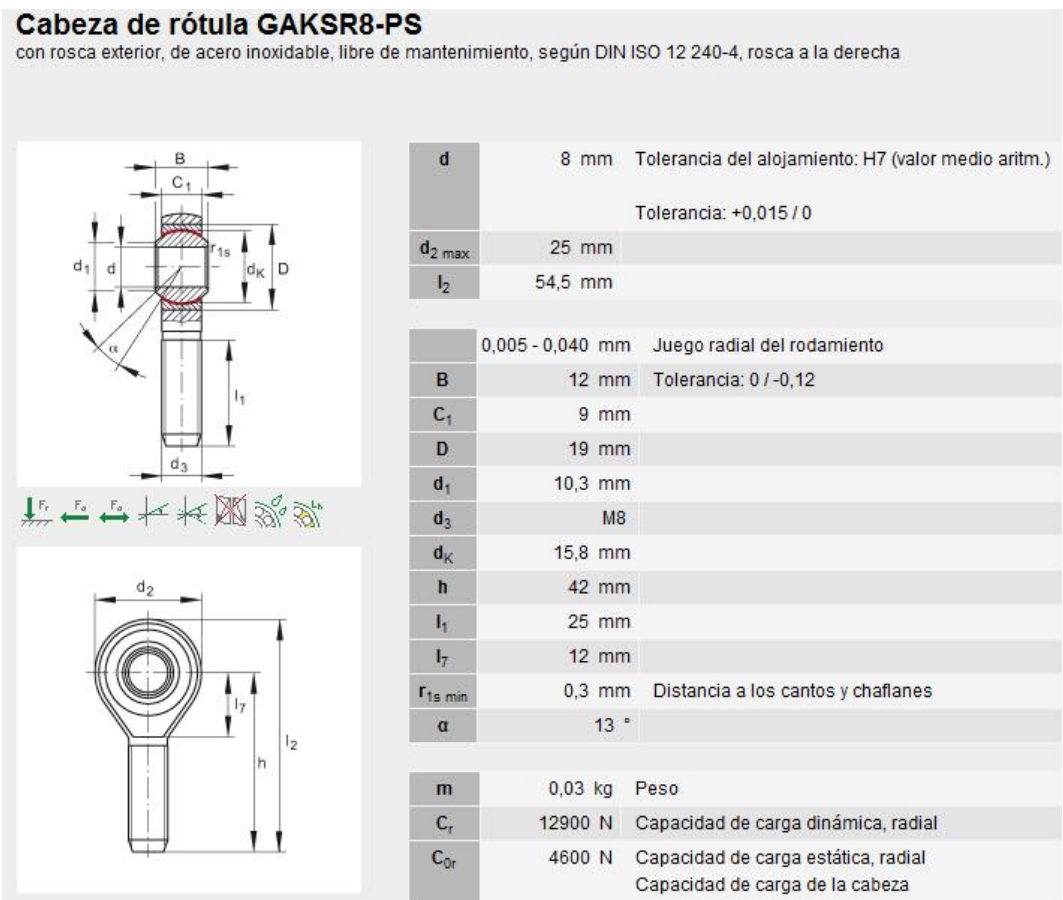 Cabeza de rótula GAKSR8-PS
con rosca exterior, de acero inoxidable, libre de mantenimiento, según DIN ISO 12 240-4, rosca a la derecha
B
C1
r1s
d1 d dK D
α
l1
d3
Fr Fa Fa Lh
d2
l7
l2
h
d 8 mm Tolerancia del alojamiento: H7 (valor medio aritm.)
Tolerancia: +0,015 / 0
d2 max 25 mm
l2 54,5 mm
0,005 - 0,040 mm Juego radial del rodamiento
B 12 mm Tolerancia: 0 / -0,12
C1 9 mm
D 19 mm
d1 10,3 mm
d3 M8
dK 15,8 mm
h 42 mm
l1 25 mm
l7 12 mm
r1s min 0,3 mm Distancia a los cantos y chaflanes
α 13 °
m 0,03 kg Peso
Cr 12900 N Capacidad de carga dinámica, radial
C0r 4600 N Capacidad de carga estática, radial
Capacidad de carga de la cabeza